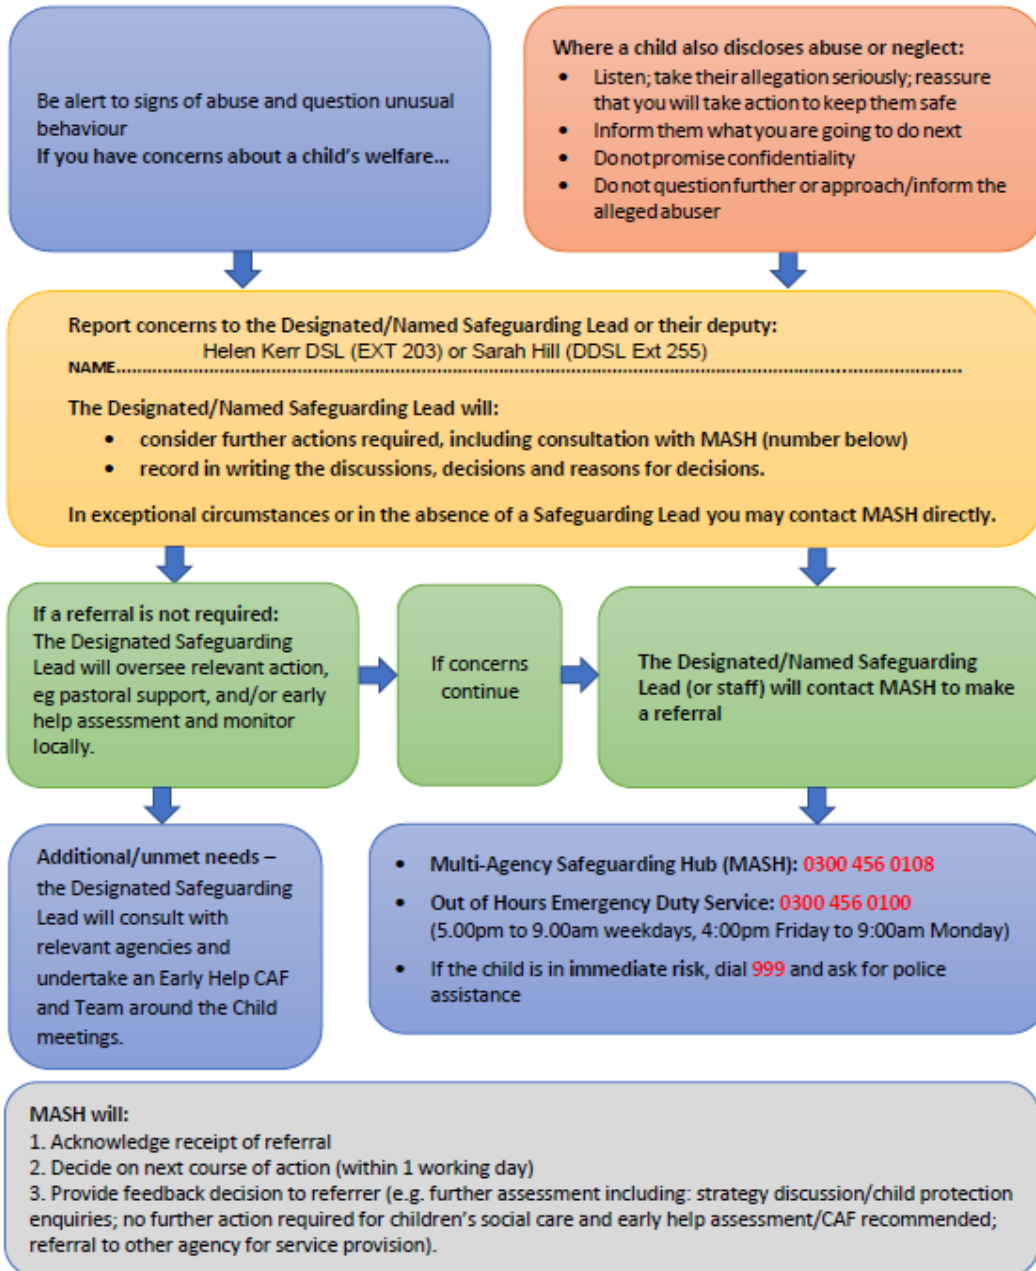 Be alert to signs of abuse and question unusual
behaviour
If you have concerns about a child's welfare...
Where a child also discloses abuse or neglect:
• Listen; take their allegation seriously; reassure
that you will take action to keep them safe
• Inform them what you are going to do next
• Do not promise confidentiality
• Do not question further or approach/inform the
alleged abuser
Report concerns to the Designated/Named Safeguarding Lead or their deputy:
Helen Kerr DSL (EXT 203) or Sarah Hill (DDSL Ext 255)
NAME..........................................................................................
The Designated/Named Safeguarding Lead will:
• consider further actions required, including consultation with MASH (number below)
• record in writing the discussions, decisions and reasons for decisions.
In exceptional circumstances or in the absence of a Safeguarding Lead you may contact MASH directly.
If a referral is not required:
The Designated Safeguarding
Lead will oversee relevant action,
eg pastoral support, and/or early
help assessment and monitor
locally.
If concerns
continue
The Designated/Named Safeguarding
Lead (or staff) will contact MASH to make
a referral
Additional/unmet needs –
the Designated Safeguarding
Lead will consult with
relevant agencies and
undertake an Early Help CAF
and Team around the Child
meetings.
• Multi-Agency Safeguarding Hub (MASH): 0300 456 0108
• Out of Hours Emergency Duty Service: 0300 456 0100
(5.00pm to 9.00am weekdays, 4:00pm Friday to 9:00am Monday)
• If the child is in immediate risk, dial 999 and ask for police
assistance
MASH will:
1. Acknowledge receipt of referral
2. Decide on next course of action (within 1 working day)
3. Provide feedback decision to referrer (e.g. further assessment including: strategy discussion/child protection
enquiries; no further action required for children's social care and early help assessment/CAF recommended;
referral to other agency for service provision).